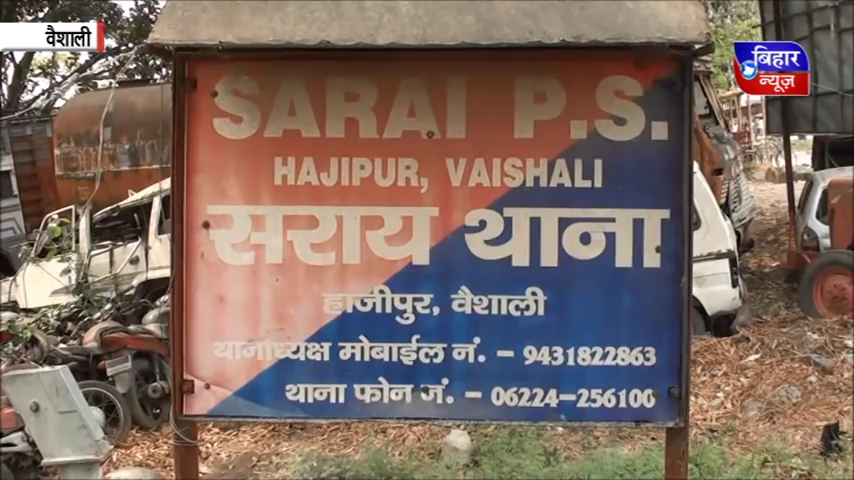 वैशाली
बिहार
न्यूज़
SARAI P.S.
HAJIPUR, VAISHALI
सराय थाना
हाजीपुर, वैशाली
थानाध्यक्ष मोबाईल नं. - 9431822863
थाना फोन नं. - 06224-256100